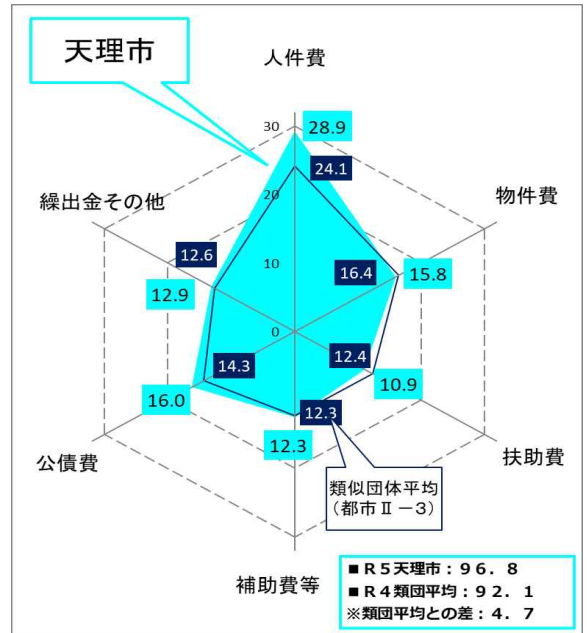 天理市
人件費
30
28.9
24.1
20
物件費
繰出金その他
12.6
12.9
10
16.4
15.8
0
14.3
16.0
12.4
10.9
12.3
12.3
公債費
扶助費
類似団体平均
(都市Ⅱ－3)
補助費等
■R5天理市：96．8
■R4類団平均：92．1
※類団平均との差：4．7